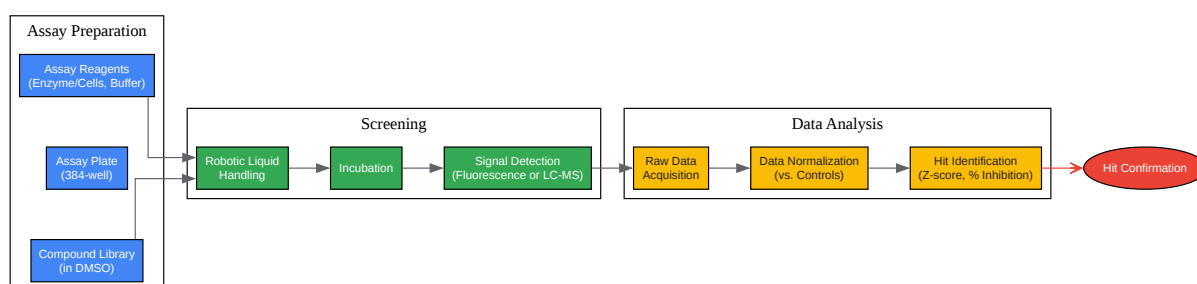 Assay Preparation
Assay Reagents
(Enzyme/Cells, Buffer)
Assay Plate
(384-well)
Compound Library
(in DMSO)
Screening
Robotic Liquid
Handling
Incubation
Signal Detection
(Fluorescence or LC-MS)
Data Analysis
Raw Data
Acquisition
Data Normalization
(vs. Controls)
Hit Identification
(Z-score, % Inhibition)
Hit Confirmation